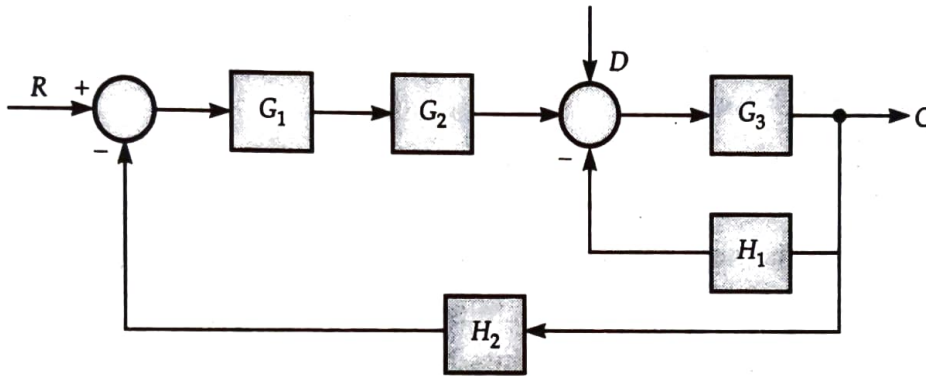 D
R + G₁ G₂ G₃ C
−
−
H₁
H₂